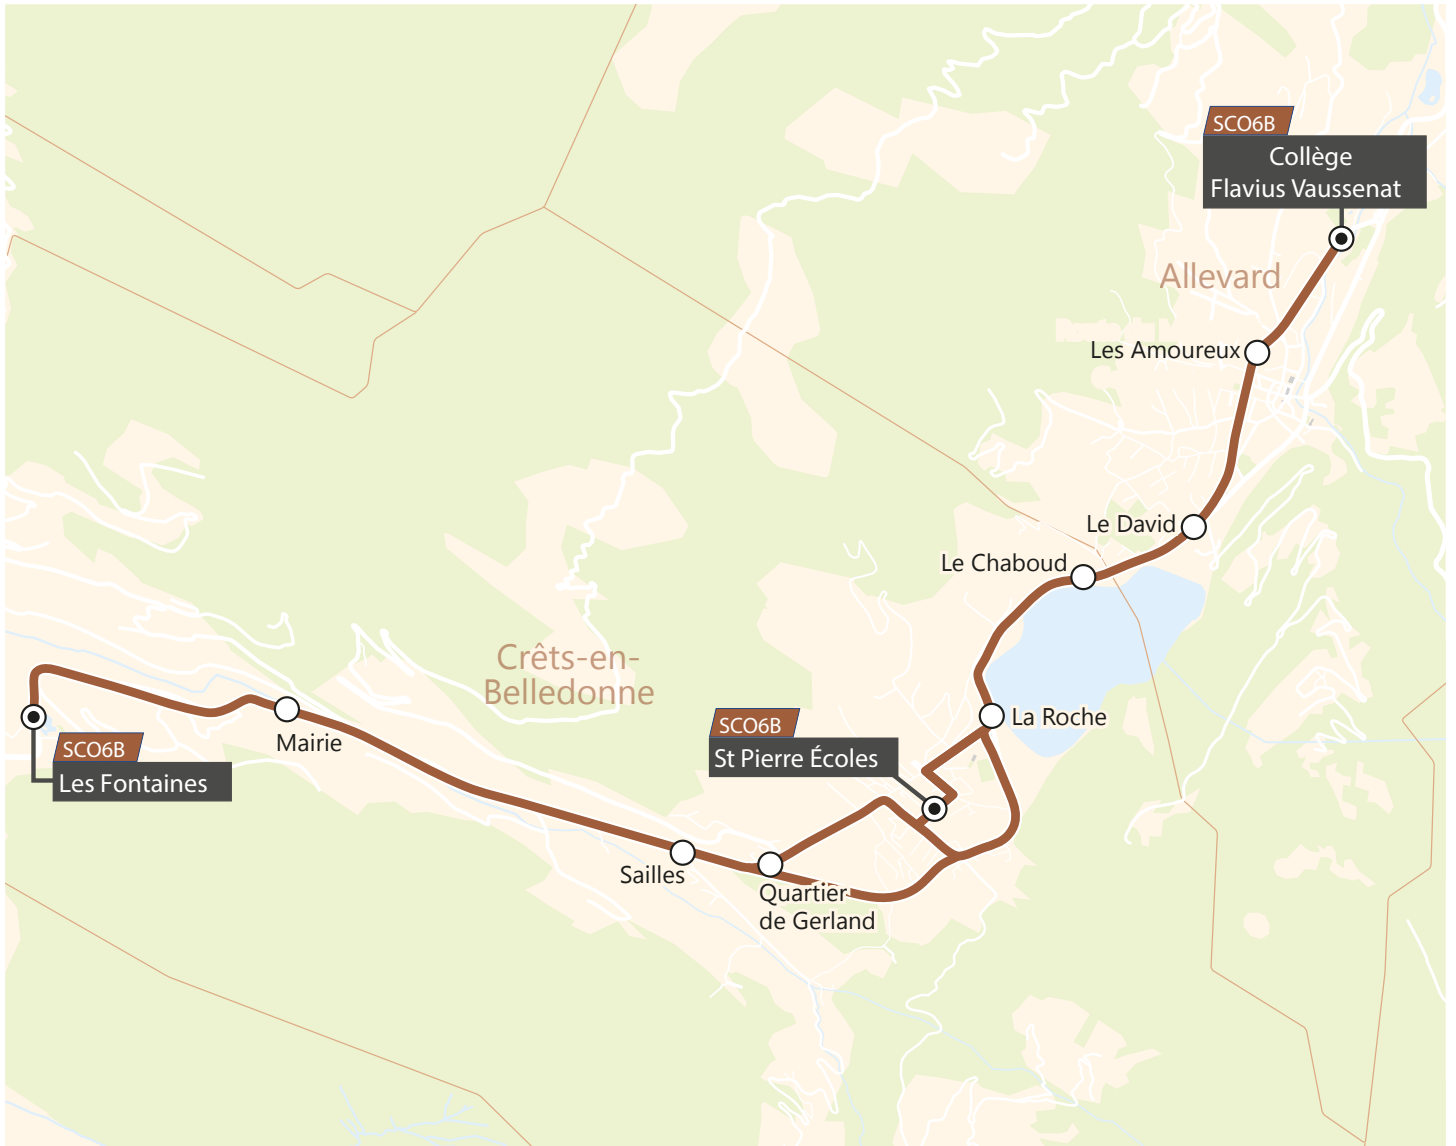 SCO6B
Collège
Flavius Vaussenat
Allevard
Les Amoureux
Le David
Le Chaboud
Crêts-en-
Belledonne
La Roche
SCO6B
St Pierre Écoles
Mairie
SCO6B
Les Fontaines
Sailles
Quartier
de Gerland